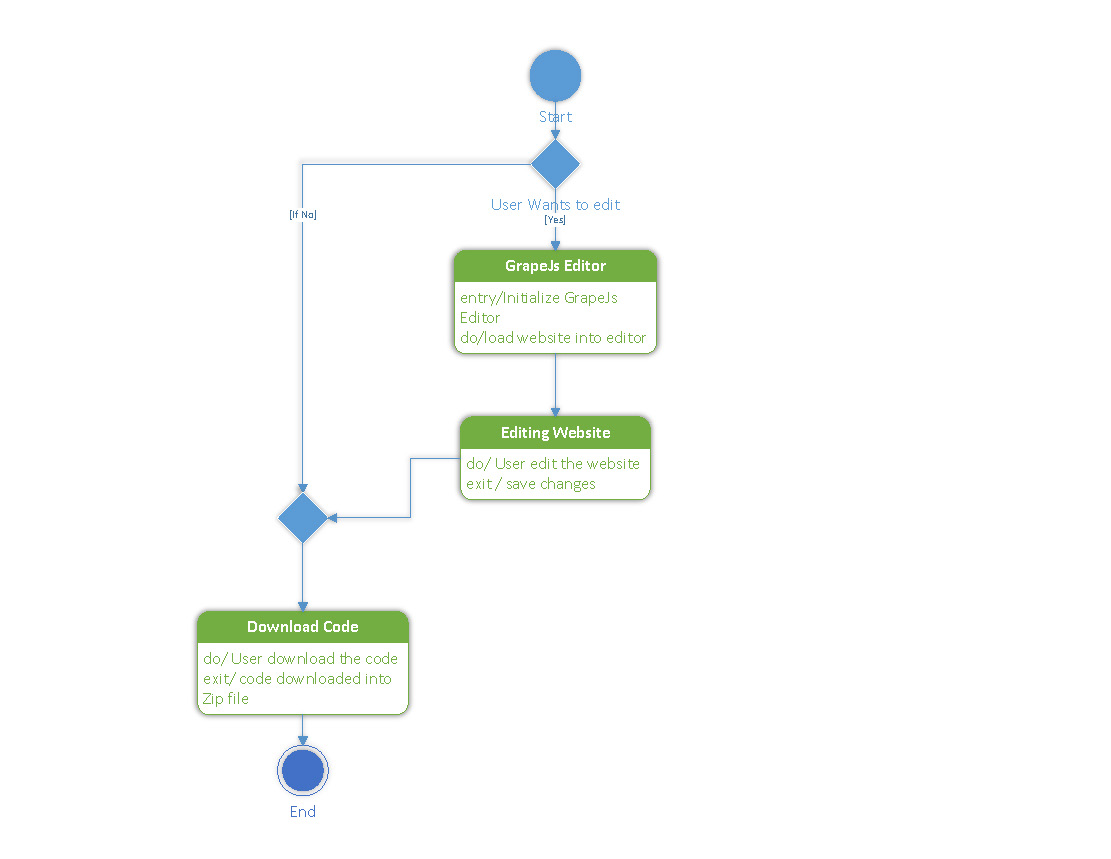 Start
User Wants to edit
[If No]
[Yes]
GrapeJs Editor
entry/Initialize GrapeJs
Editor
do/load website into editor
Editing Website
do/ User edit the website
exit / save changes
Download Code
do/ User download the code
exit/ code downloaded into
Zip file
End